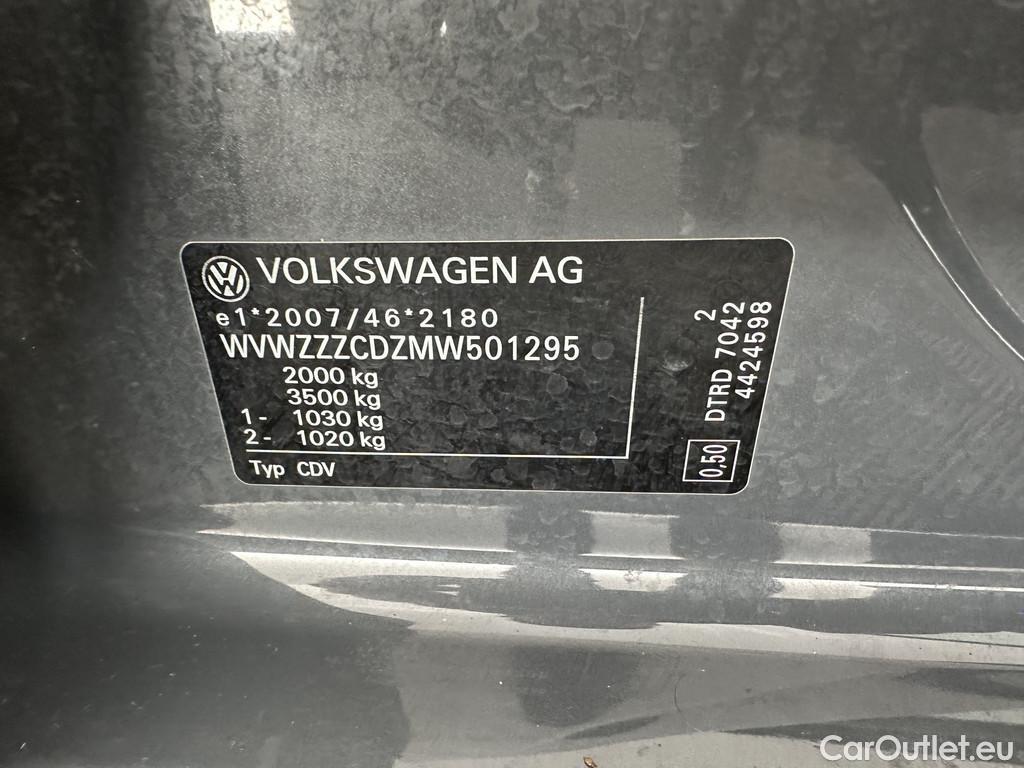 VOLKSWAGEN AG
e1*2007/46*2180
WVWZZZCDZMW501295
2000 kg
3500 kg
1- 1030 kg
2- 1020 kg
Typ CDV
2
DTRD 7042
4424598
0,50
CarOutlet.eu